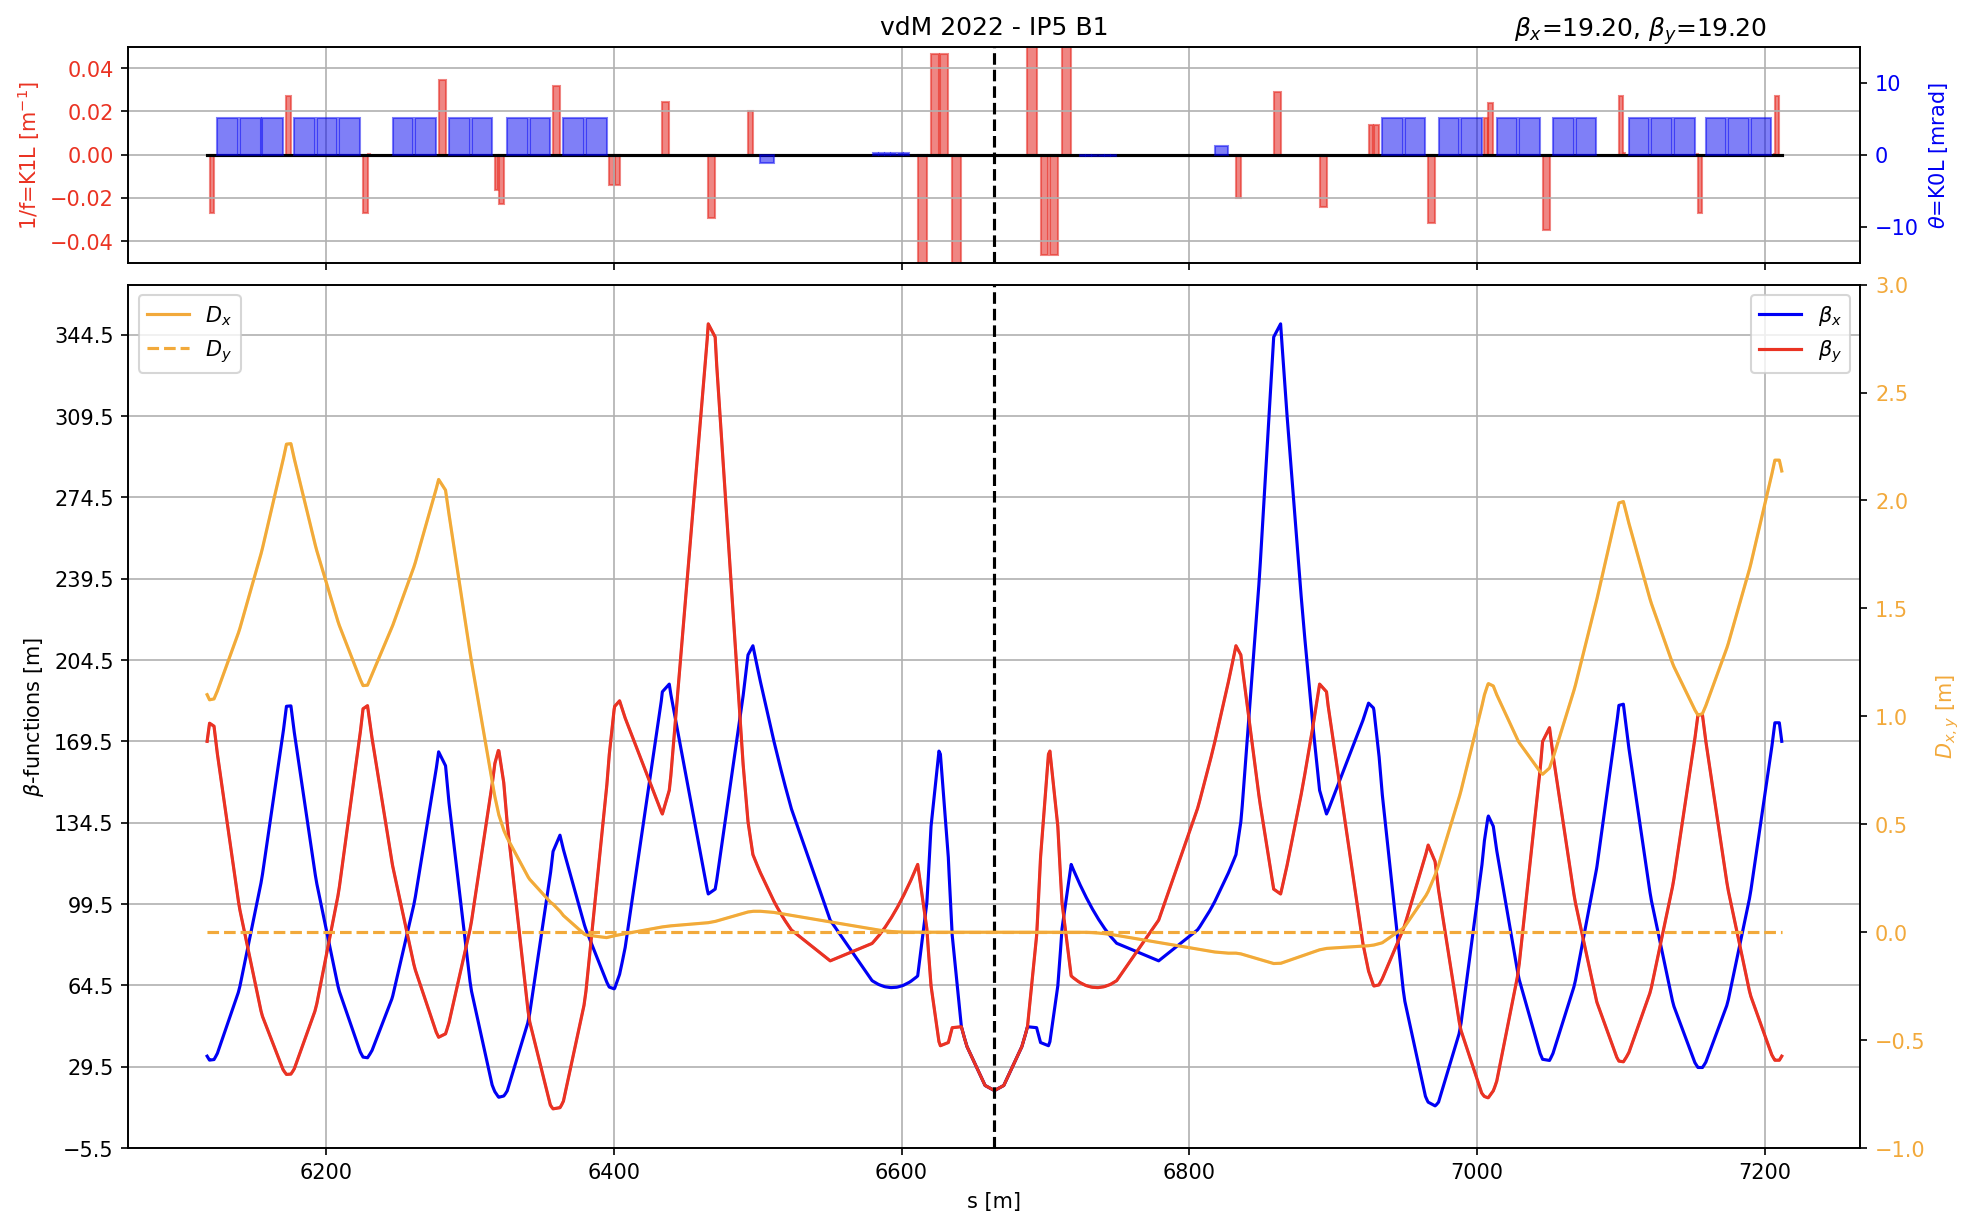 vdM 2022 - IP5 B1
βx=19.20, βy=19.20
1/f=K1L [m⁻¹]
0.04
0.02
0.00
−0.02
−0.04
10
0
−10
θ=K0L [mrad]
Dx
Dy
βx
βy
β-functions [m]
344.5
309.5
274.5
239.5
204.5
169.5
134.5
99.5
64.5
29.5
−5.5
3.0
2.5
2.0
1.5
1.0
0.5
0.0
−0.5
−1.0
Dx,y [m]
6200 6400 6600 6800 7000 7200
s [m]